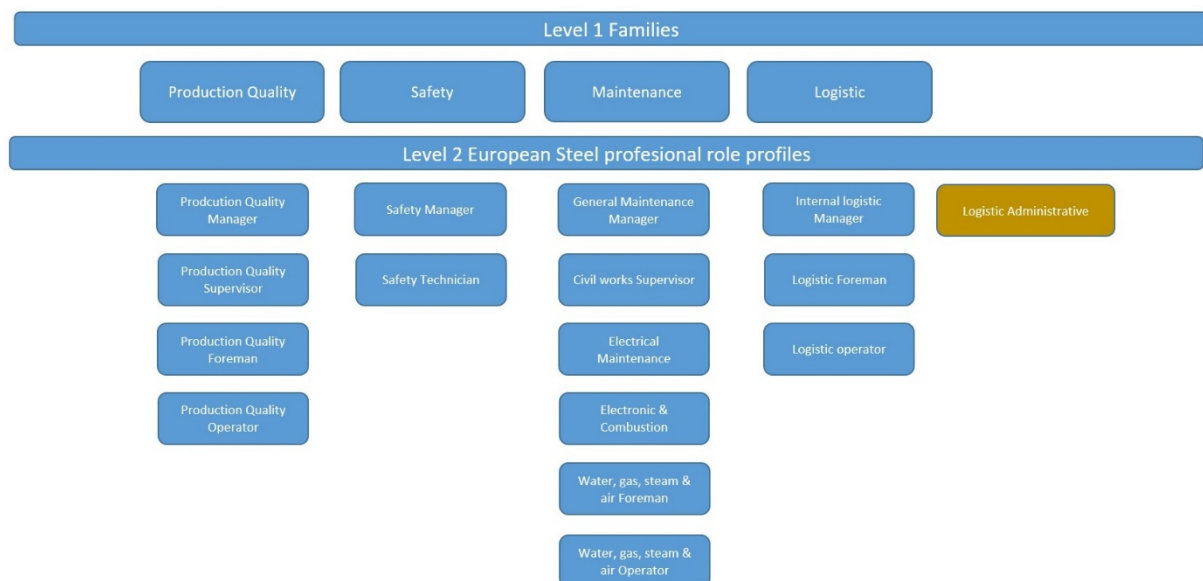 Level 1 Families
Production Quality
Safety
Maintenance
Logistic
Level 2 European Steel profesional role profiles
Prodcution Quality
Manager
Safety Manager
General Maintenance
Manager
Internal logistic
Manager
Logistic Administrative
Production Quality
Supervisor
Safety Technician
Civil works Supervisor
Logistic Foreman
Production Quality
Foreman
Electrical
Maintenance
Logistic operator
Production Quality
Operator
Electronic &
Combustion
Water, gas, steam &
air Foreman
Water, gas, steam &
air Operator